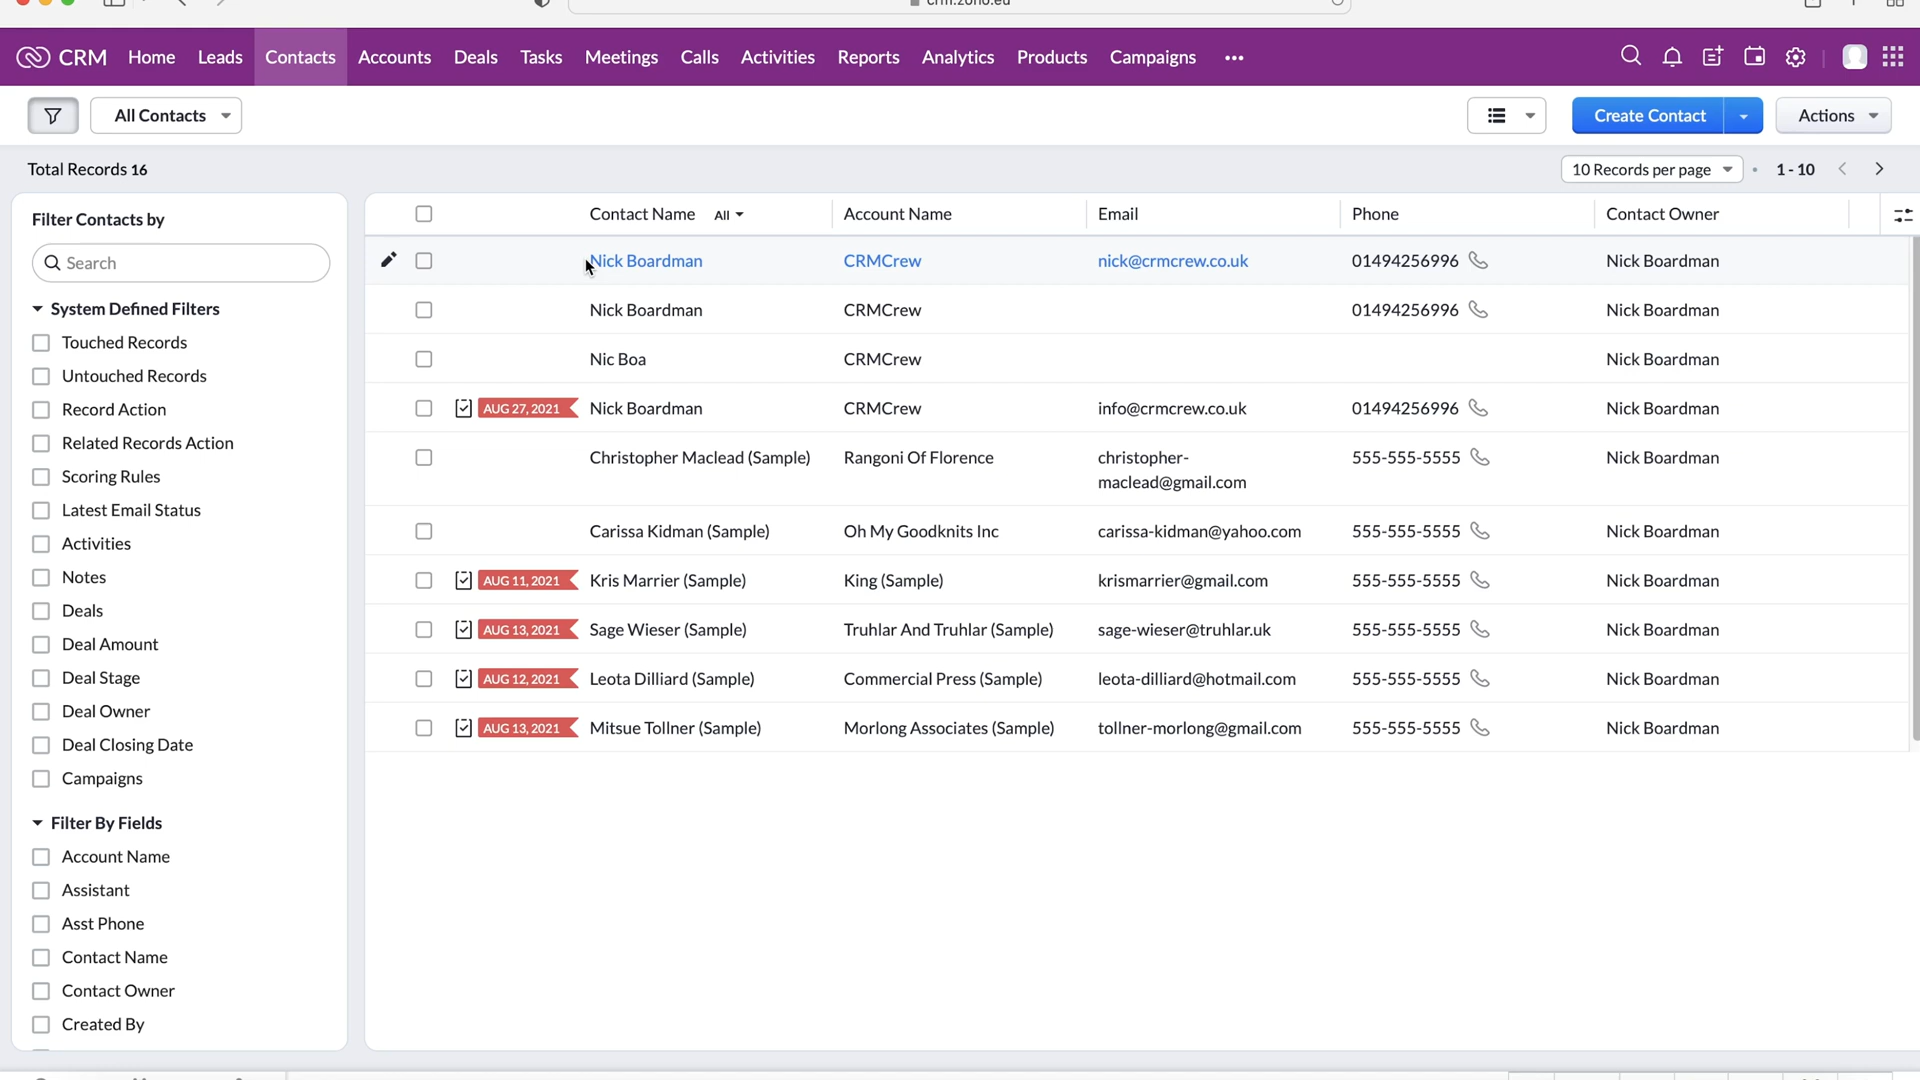 crm.zoho.eu
CRM Home Leads Contacts Accounts Deals Tasks Meetings Calls Activities Reports Analytics Products Campaigns •••
All Contacts Create Contact Actions
Total Records 16 10 Records per page • 1 - 10
Filter Contacts by
Search
System Defined Filters
Touched Records
Untouched Records
Record Action
Related Records Action
Scoring Rules
Latest Email Status
Activities
Notes
Deals
Deal Amount
Deal Stage
Deal Owner
Deal Closing Date
Campaigns
Filter By Fields
Account Name
Assistant
Asst Phone
Contact Name
Contact Owner
Created By
Contact Name All Account Name Email Phone Contact Owner
Nick Boardman CRMCrew nick@crmcrew.co.uk 01494256996 Nick Boardman
Nick Boardman CRMCrew 01494256996 Nick Boardman
Nic Boa CRMCrew Nick Boardman
AUG 27, 2021 Nick Boardman CRMCrew info@crmcrew.co.uk 01494256996 Nick Boardman
Christopher Maclead (Sample) Rangoni Of Florence christopher- 555-555-5555 Nick Boardman
maclead@gmail.com
Carissa Kidman (Sample) Oh My Goodknits Inc carissa-kidman@yahoo.com 555-555-5555 Nick Boardman
AUG 11, 2021 Kris Marrier (Sample) King (Sample) krismarrier@gmail.com 555-555-5555 Nick Boardman
AUG 13, 2021 Sage Wieser (Sample) Truhlar And Truhlar (Sample) sage-wieser@truhlar.uk 555-555-5555 Nick Boardman
AUG 12, 2021 Leota Dilliard (Sample) Commercial Press (Sample) leota-dilliard@hotmail.com 555-555-5555 Nick Boardman
AUG 13, 2021 Mitsue Tollner (Sample) Morlong Associates (Sample) tollner-morlong@gmail.com 555-555-5555 Nick Boardman